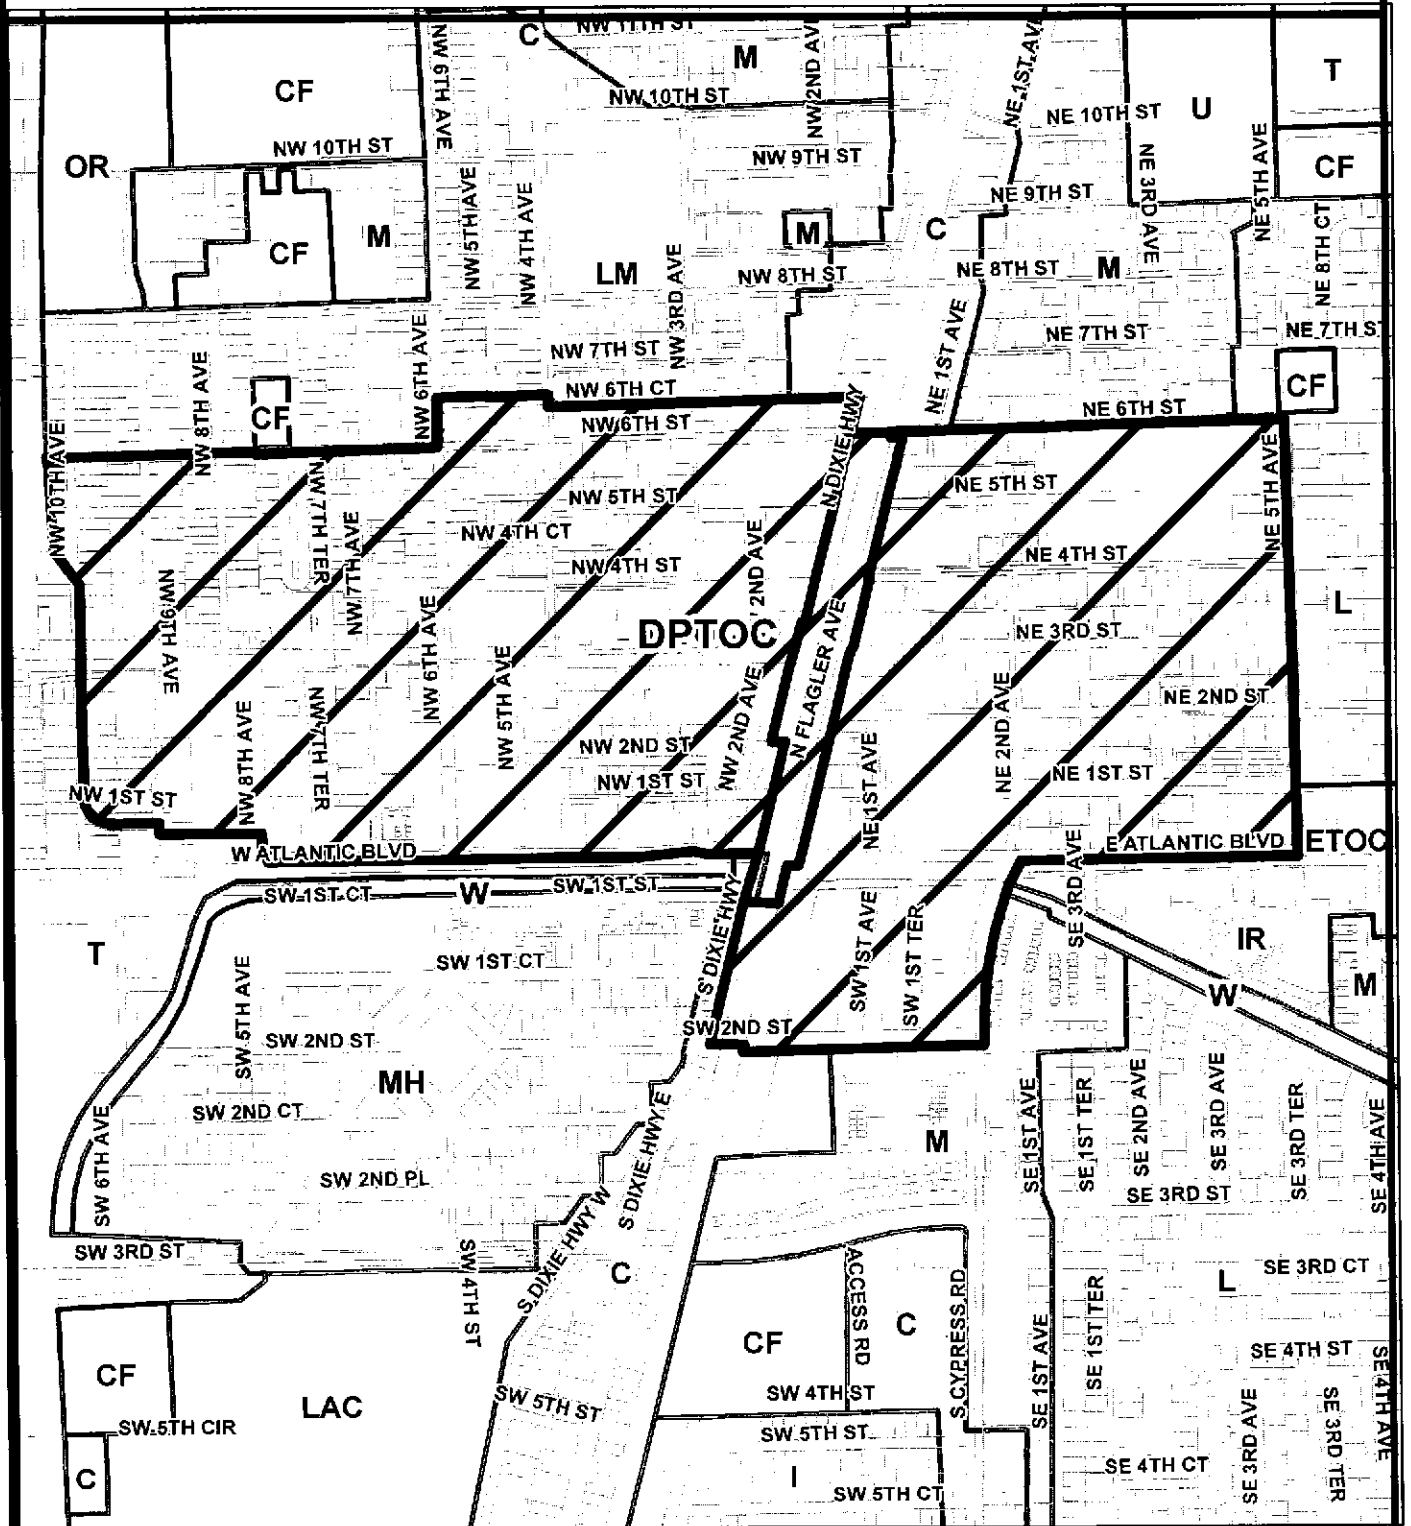 NW 11TH ST
C
NW 6TH AVE
M
NW 2ND AVE
NE 1ST AVE
T
CF
NW 10TH ST
NE 10TH ST
U
OR
NW 10TH ST
NW 9TH ST
NE 3RD AVE
NE 5TH AVE
CF
NW 5TH AVE
NW 4TH AVE
NE 9TH ST
CF
M
M
C
NE 8TH CT
LM
NW 3RD AVE
NW 8TH ST
NE 8TH ST
M
NW 8TH AVE
NW 6TH AVE
NW 7TH ST
NE 1ST AVE
NE 7TH ST
NE 7TH ST
CF
NW 6TH CT
CF
NE 6TH ST
NW 10TH AVE
NW 6TH ST
N DIXIE HWY
NE 5TH AVE
NW 7TH TER
NW 5TH ST
NE 5TH ST
NW 7TH AVE
NW 4TH CT
NW 2ND AVE
NE 4TH ST
NW 4TH ST
NW 9TH AVE
NW 6TH AVE
DPTOC
N FLAGLER AVE
NE 3RD ST
L
NW 5TH AVE
NW 2ND AVE
NE 2ND AVE
NE 2ND ST
NW 8TH AVE
NW 7TH TER
NW 2ND ST
NE 1ST AVE
NW 1ST ST
NW 1ST ST
NE 1ST ST
W ATLANTIC BLVD
SE 3RD AVE
E ATLANTIC BLVD
ETOC
SW 1ST CT
W
SW 1ST ST
S DIXIE HWY
SW 1ST AVE
SW 1ST TER
T
SW 5TH AVE
SW 1ST CT
IR
W
M
SW 2ND ST
SW 2ND ST
MH
SW 2ND CT
SW 6TH AVE
S DIXIE HWY E
M
SE 1ST AVE
SE 1ST TER
SE 2ND AVE
SE 3RD AVE
SE 3RD TER
SE 4TH AVE
SW 2ND PL
SE 3RD ST
SW 3RD ST
SW 4TH ST
S DIXIE HWY W
C
ACCESS RD
S CYPRESS RD
L
SE 3RD CT
SE 1ST AVE
SE 1ST TER
CF
C
SE 4TH ST
SE 4TH AVE
CF
LAC
SW 5TH ST
SW 4TH ST
SE 3RD AVE
SE 3RD TER
SW 5TH CIR
SW 5TH ST
C
I
SE 4TH CT
SW 5TH CT